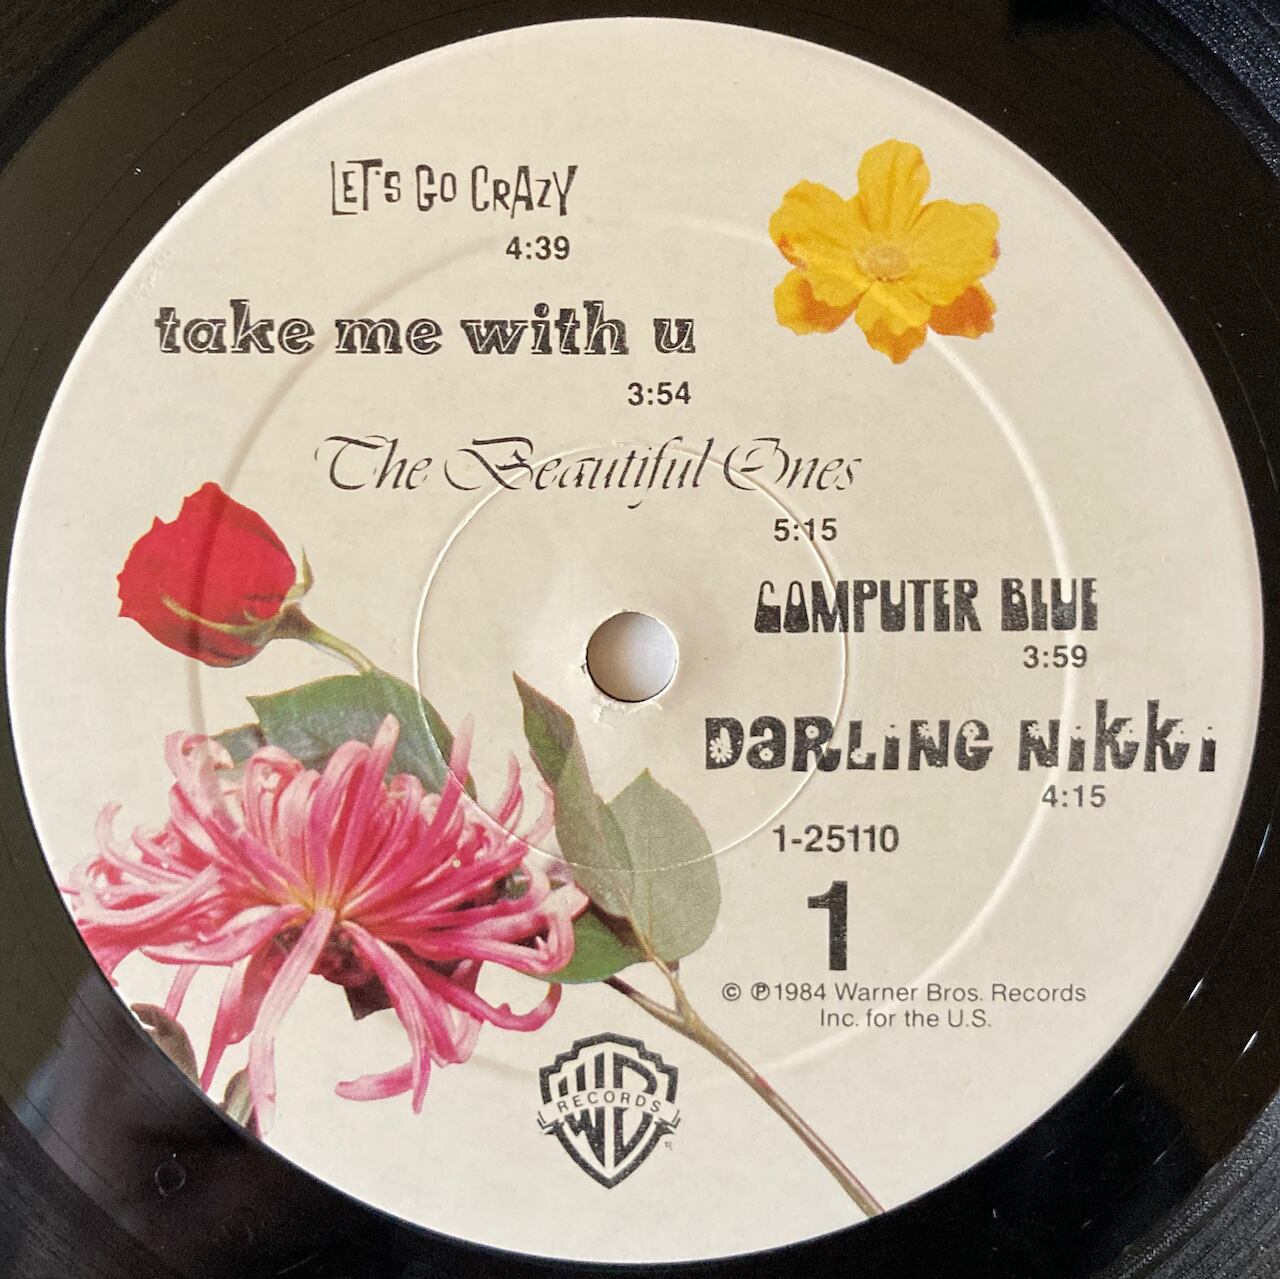 LET'S GO CRAZY
4:39
take me with u
3:54
The Beautiful Ones
5:15
COMPUTER BLUE
3:59
DARLiNG Nikki
4:15
1-25110
1
© ℗ 1984 Warner Bros. Records
Inc. for the U.S.
WB
RECORDS